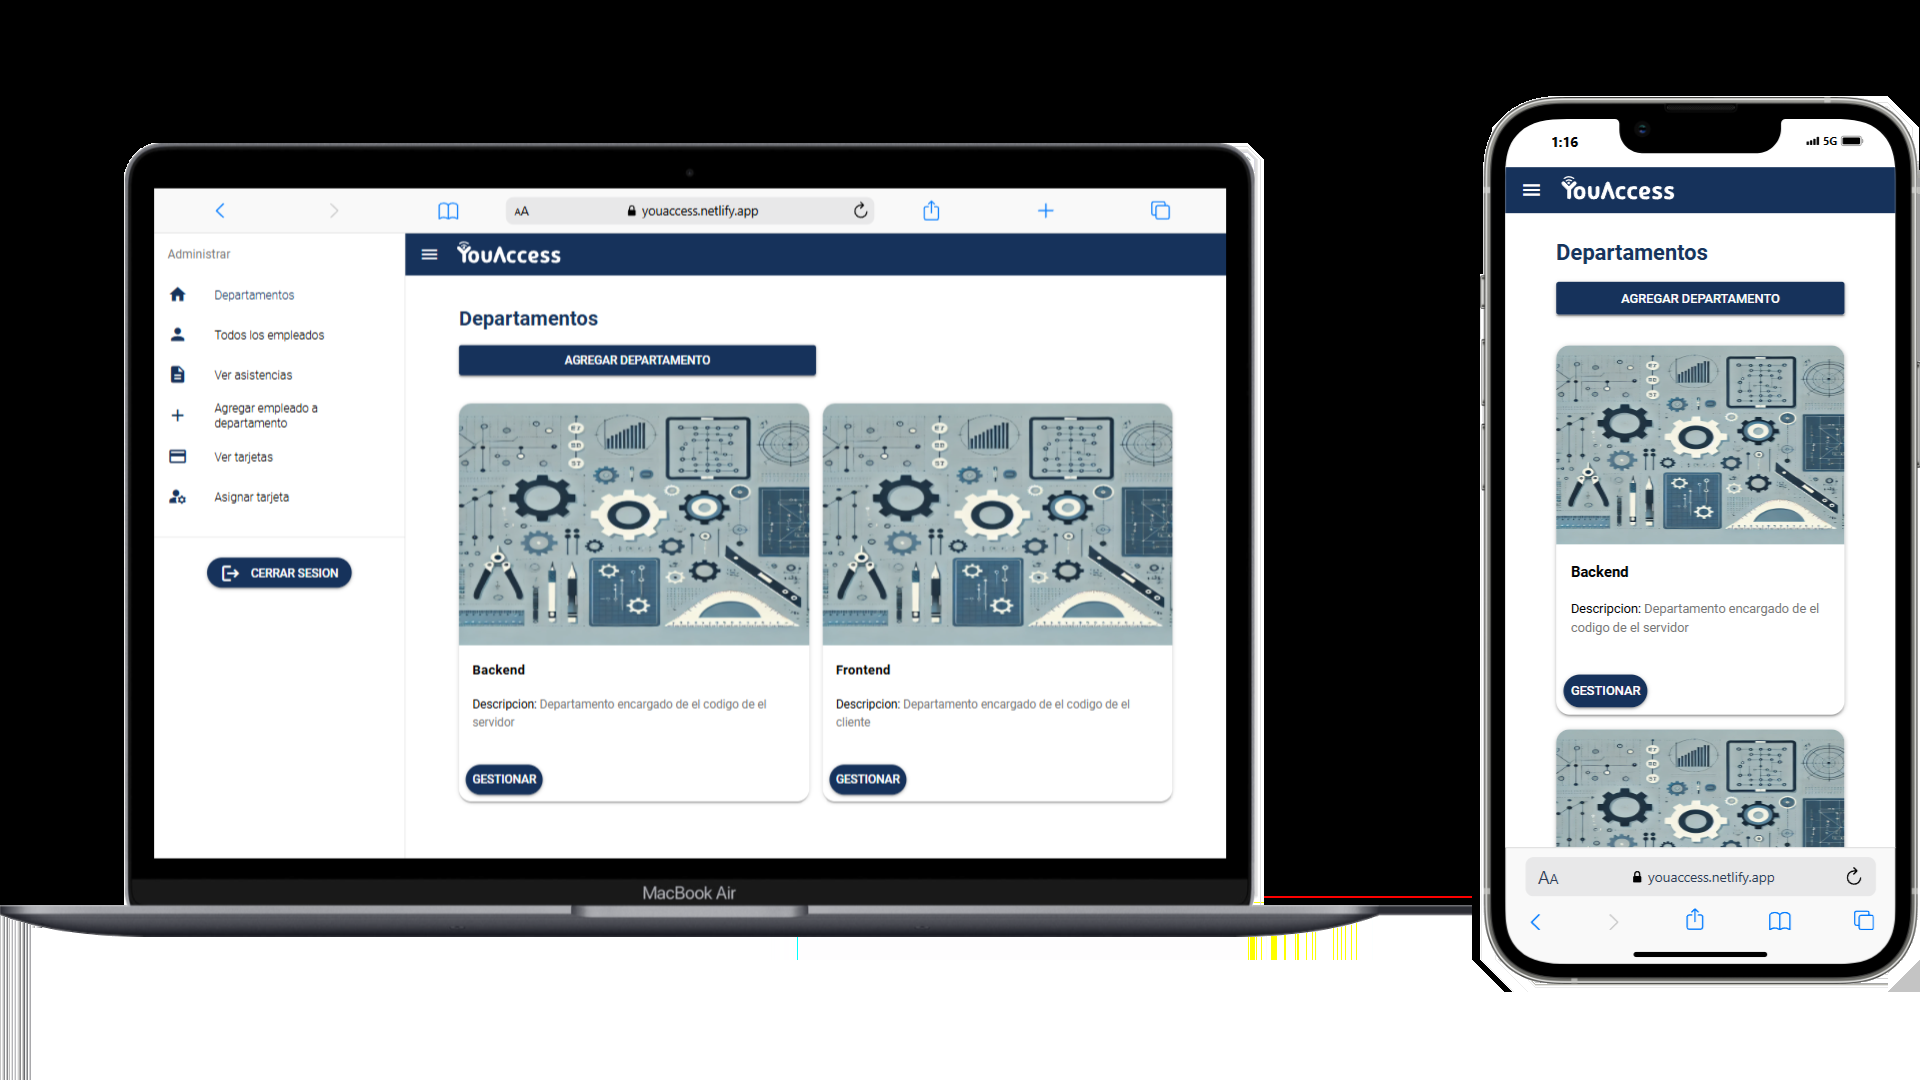 AA youaccess.netlify.app
Administrar
Departamentos
Todos los empleados
Ver asistencias
Agregar empleado a
departamento
Ver tarjetas
Asignar tarjeta
CERRAR SESION
YouAccess
Departamentos
AGREGAR DEPARTAMENTO
Backend
Descripcion: Departamento encargado de el codigo de el
servidor
GESTIONAR
Frontend
Descripcion: Departamento encargado de el codigo de el
cliente
GESTIONAR
MacBook Air
1:16
5G
YouAccess
Departamentos
AGREGAR DEPARTAMENTO
Backend
Descripcion: Departamento encargado de el
codigo de el servidor
GESTIONAR
AA youaccess.netlify.app